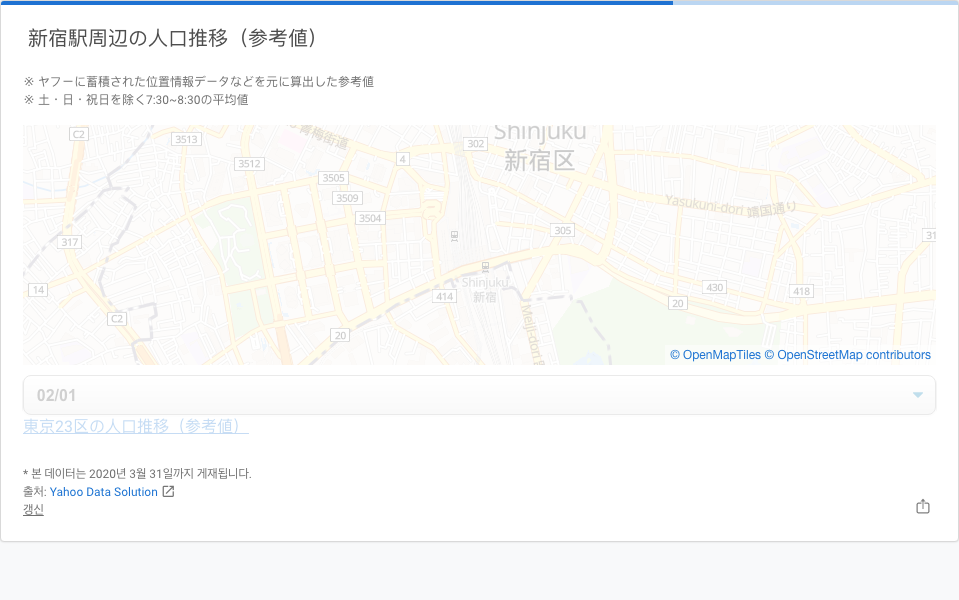 新宿駅周辺の人口推移（参考値）
※ ヤフーに蓄積された位置情報データなどを元に算出した参考値
※ 土・日・祝日を除く7:30~8:30の平均値
C2
3513
青梅街道
302
Shinjuku
新宿区
3512
4
3505
3509
3504
Yasukuni-dori 靖国通り
305
317
31
14
Shinjuku
新宿
414
430
418
20
C2
20
Meiji-dori
© OpenMapTiles © OpenStreetMap contributors
02/01
東京23区の人口推移（参考値）
* 본 데이터는 2020년 3월 31일까지 게재됩니다.
출처: Yahoo Data Solution
갱신